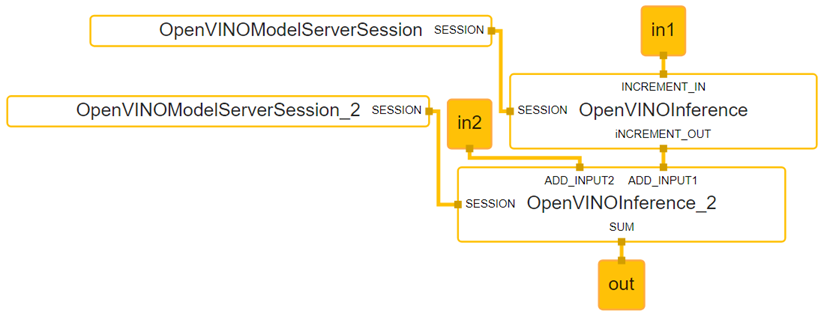 OpenVINOModelServerSession SESSION
in1
INCREMENT_IN
SESSION OpenVINOInference
iNCREMENT_OUT
OpenVINOModelServerSession_2 SESSION
in2
ADD_INPUT2 ADD_INPUT1
SESSION OpenVINOInference_2
SUM
out